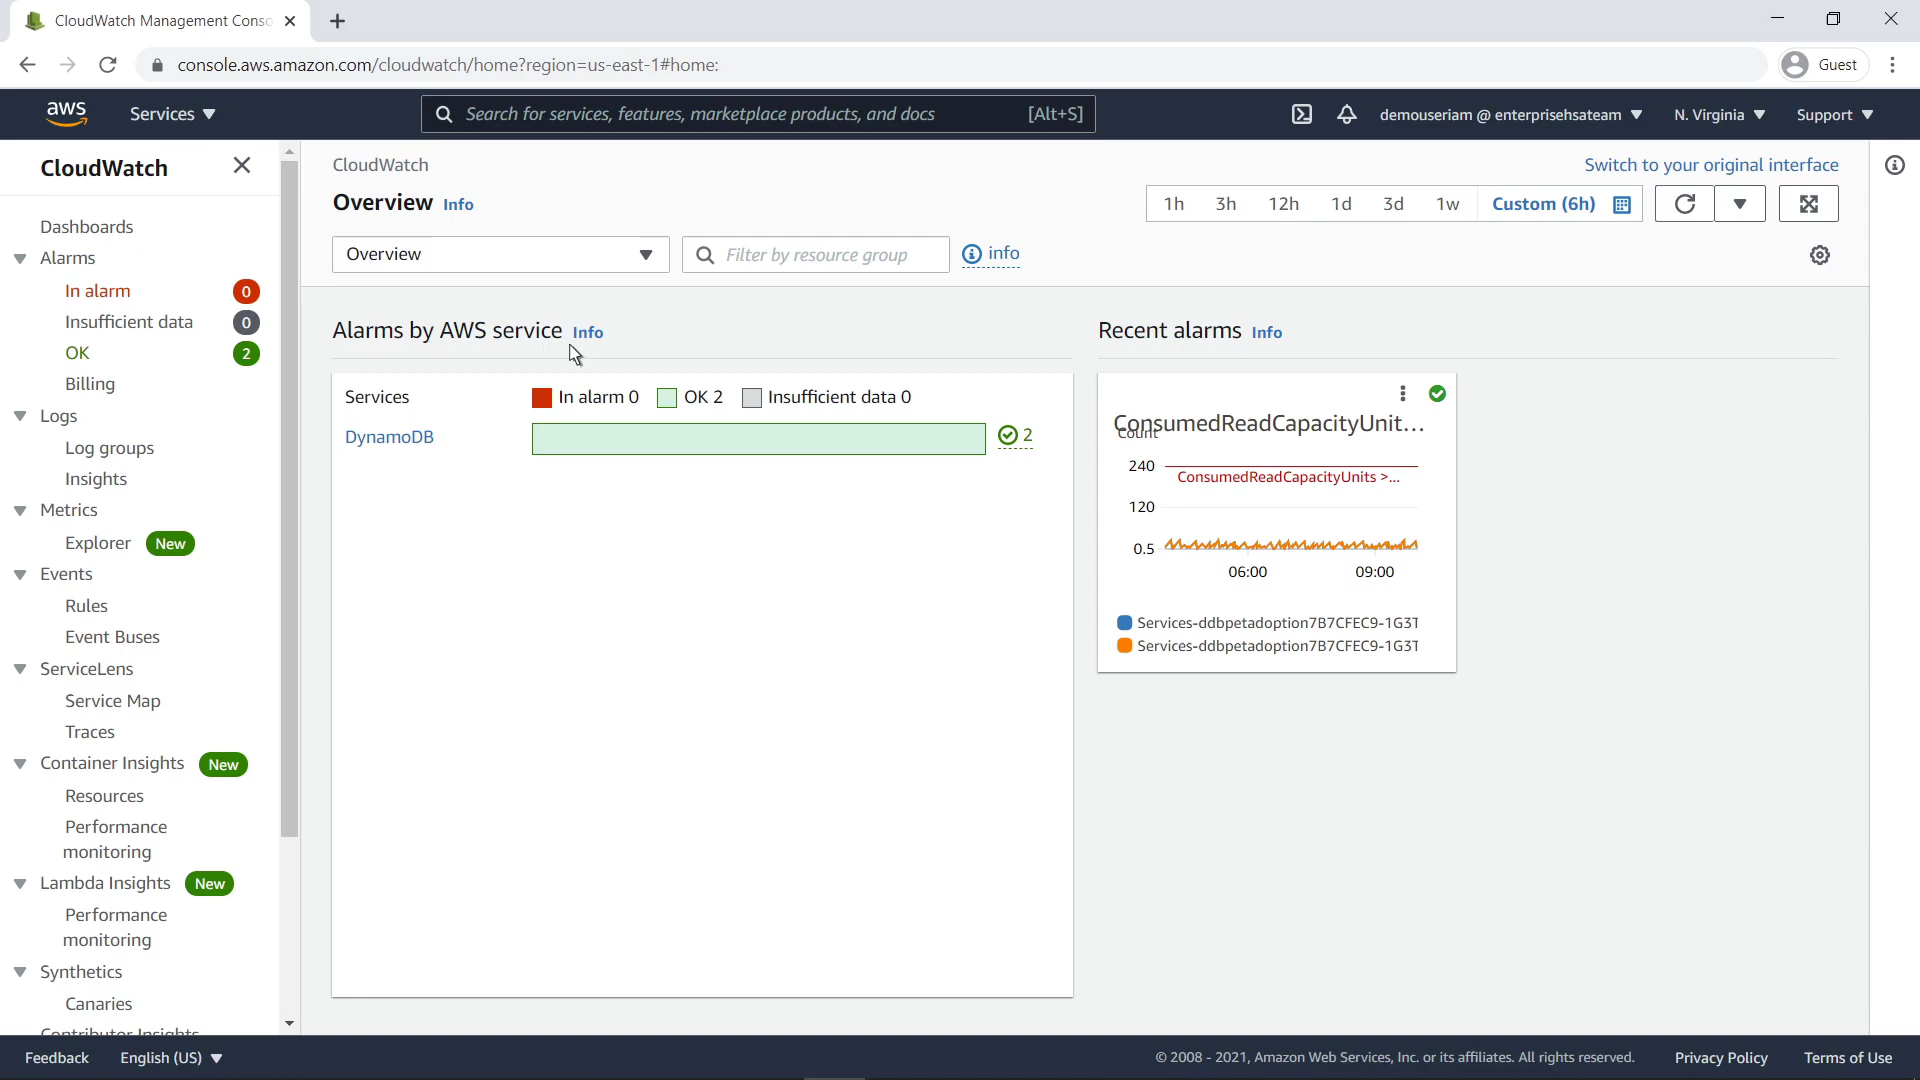 CloudWatch Management Conso
console.aws.amazon.com/cloudwatch/home?region=us-east-1#home:
Guest
aws
Services
Search for services, features, marketplace products, and docs
[Alt+S]
demouseriam @ enterprisehsateam
N. Virginia
Support
CloudWatch
Dashboards
Alarms
In alarm 0
Insufficient data 0
OK 2
Billing
Logs
Log groups
Insights
Metrics
Explorer New
Events
Rules
Event Buses
ServiceLens
Service Map
Traces
Container Insights New
Resources
Performance
monitoring
Lambda Insights New
Performance
monitoring
Synthetics
Canaries
Contributor Insights
CloudWatch
Switch to your original interface
Overview Info
1h 3h 12h 1d 3d 1w Custom (6h)
Overview
Filter by resource group
info
Alarms by AWS service Info
Services
In alarm 0 OK 2 Insufficient data 0
DynamoDB
2
Recent alarms Info
ConsumedReadCapacityUnit...
Count
240
ConsumedReadCapacityUnits >...
120
0.5
06:00 09:00
Services-ddbpetadoption7B7CFEC9-1G3T
Services-ddbpetadoption7B7CFEC9-1G3T
Feedback
English (US)
© 2008 - 2021, Amazon Web Services, Inc. or its affiliates. All rights reserved.
Privacy Policy
Terms of Use